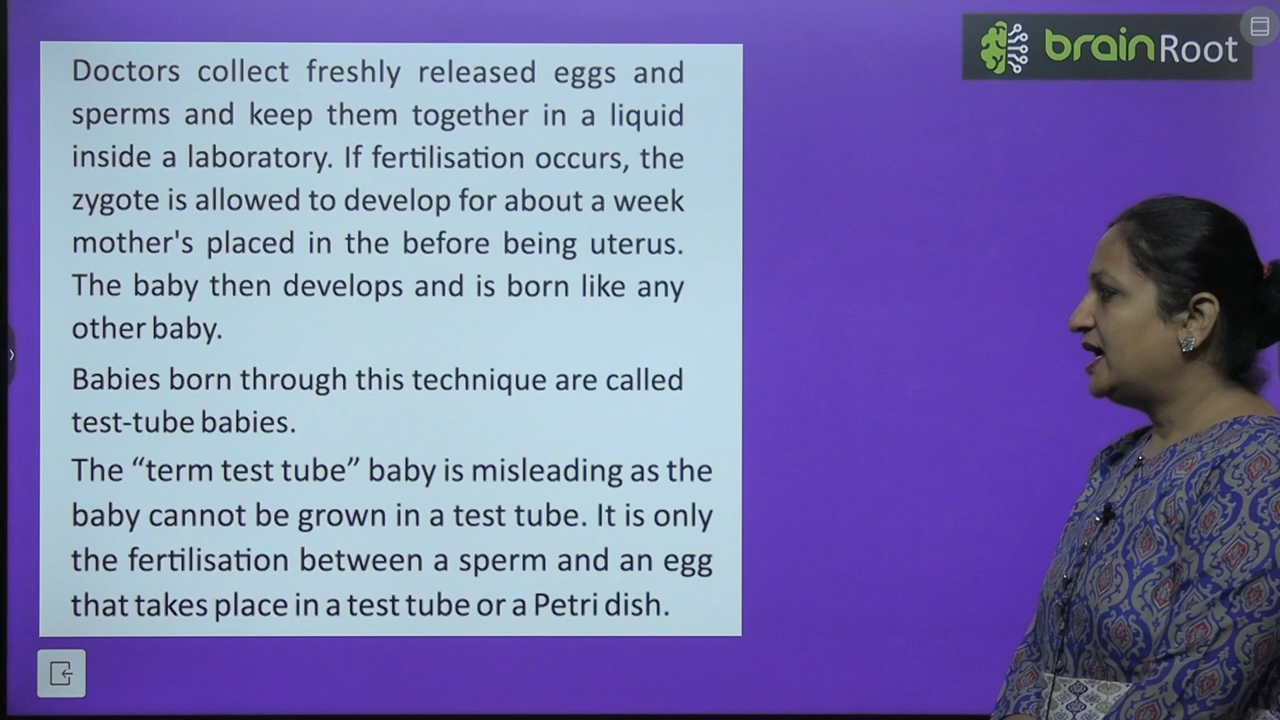 brainRoot
Doctors collect freshly released eggs and
sperms and keep them together in a liquid
inside a laboratory. If fertilisation occurs, the
zygote is allowed to develop for about a week
mother's placed in the before being uterus.
The baby then develops and is born like any
other baby.
Babies born through this technique are called
test-tube babies.
The “term test tube” baby is misleading as the
baby cannot be grown in a test tube. It is only
the fertilisation between a sperm and an egg
that takes place in a test tube or a Petri dish.